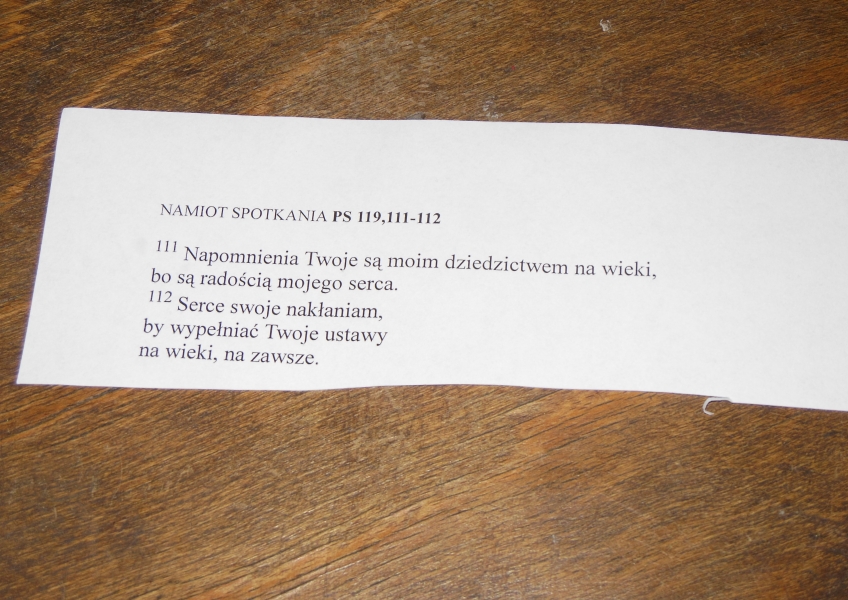 NAMIOT SPOTKANIA PS 119,111-112
111 Napomnienia Twoje są moim dziedzictwem na wieki,
bo są radością mojego serca.
112 Serce swoje nakłaniam,
by wypełniać Twoje ustawy
na wieki, na zawsze.